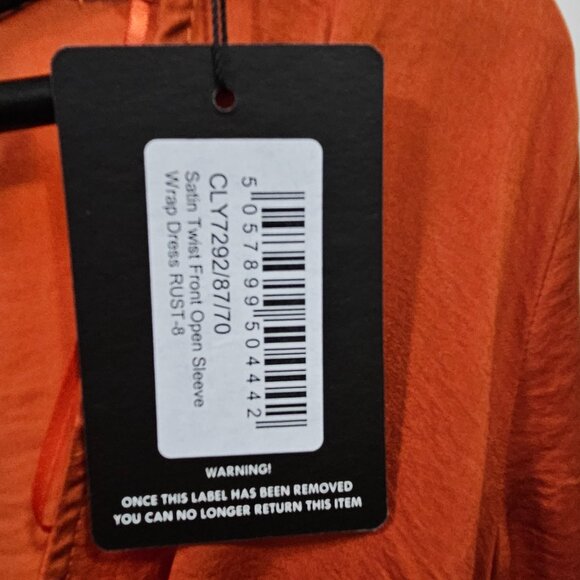 5 057899 504442
CLY7292/87/70
Satin Twist Front Open Sleeve
Wrap Dress RUST-8
WARNING!
ONCE THIS LABEL HAS BEEN REMOVED
YOU CAN NO LONGER RETURN THIS ITEM